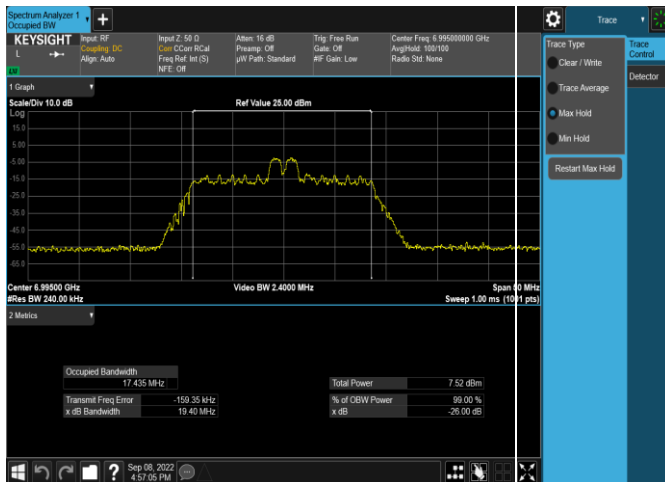 Spectrum Analyzer 1
Occupied BW
KEYSIGHT
L
LU
Input: RF
Coupling: DC
Align: Auto
Input Z: 50 Ω
Corr CCorr RCal
Freq Ref: Int (S)
NFE: Off
Atten: 16 dB
Preamp: Off
µW Path: Standard
Trig: Free Run
Gate: Off
#IF Gain: Low
Center Freq: 6.995000000 GHz
Avg|Hold: 100/100
Radio Std: None
1 Graph
Scale/Div 10.0 dB
Ref Value 25.00 dBm
Log
15.0
5.00
-5.00
-15.0
-25.0
-35.0
-45.0
-55.0
-65.0
Center 6.99500 GHz
#Res BW 240.00 kHz
Video BW 2.4000 MHz
Span 50 MHz
Sweep 1.00 ms (1001 pts)
2 Metrics
Occupied Bandwidth
17.435 MHz
Transmit Freq Error -159.35 kHz
x dB Bandwidth 19.40 MHz
Total Power 7.52 dBm
% of OBW Power 99.00 %
x dB -26.00 dB
Sep 08, 2022
4:57:05 PM
Trace
Trace Type
Clear / Write
Trace Average
Max Hold
Min Hold
Restart Max Hold
Trace
Control
Detector